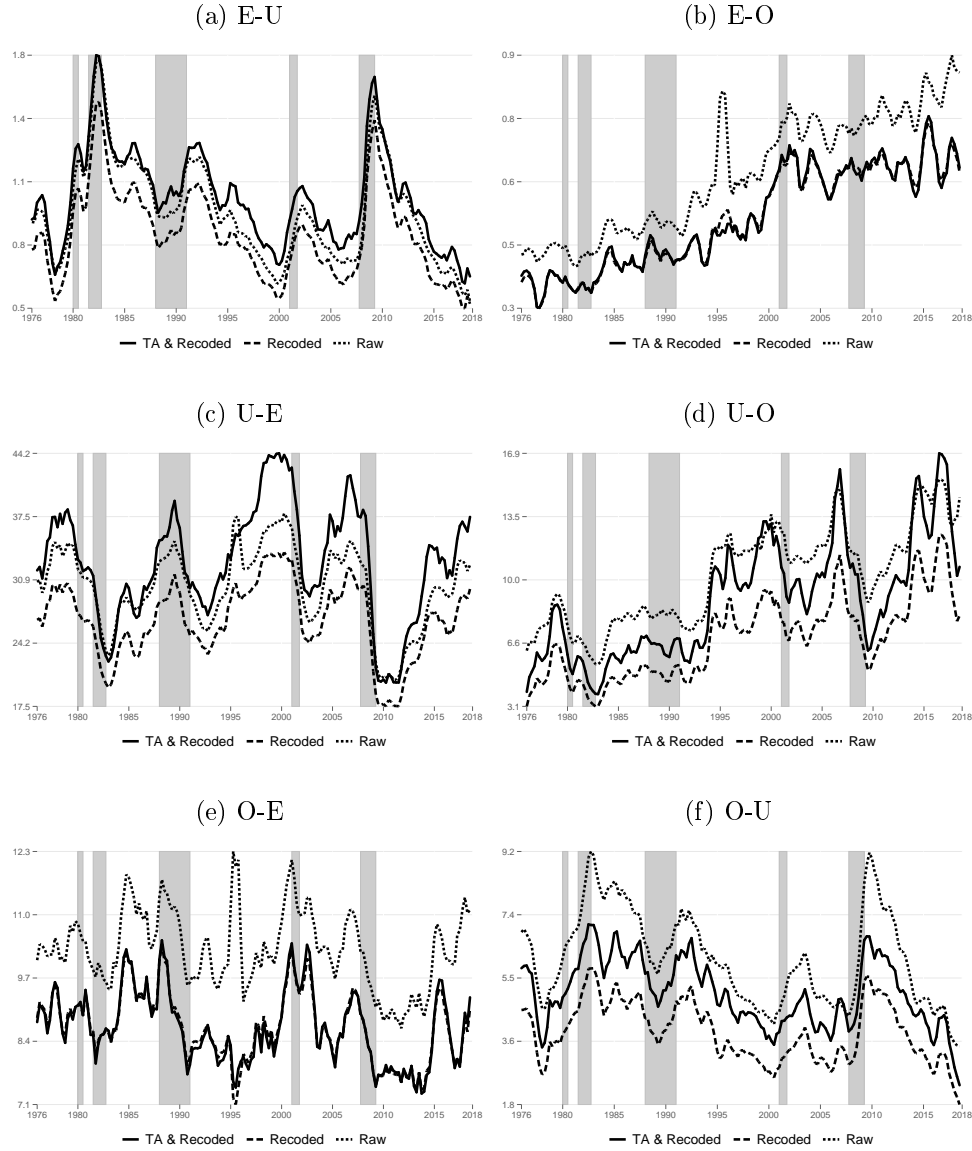 (a) E-U
(b) E-O
1.8
1.4
1.1
0.8
0.5
1976 1980 1985 1990 1995 2000 2005 2010 2015 2018
TA & Recoded Recoded Raw
0.9
0.8
0.6
0.5
0.3
1976 1980 1985 1990 1995 2000 2005 2010 2015 2018
TA & Recoded Recoded Raw
(c) U-E
(d) U-O
44.2
37.5
30.9
24.2
17.5
1976 1980 1985 1990 1995 2000 2005 2010 2015 2018
TA & Recoded Recoded Raw
16.9
13.5
10.0
6.6
3.1
1976 1980 1985 1990 1995 2000 2005 2010 2015 2018
TA & Recoded Recoded Raw
(e) O-E
(f) O-U
12.3
11.0
9.7
8.4
7.1
1976 1980 1985 1990 1995 2000 2005 2010 2015 2018
TA & Recoded Recoded Raw
9.2
7.4
5.5
3.6
1.8
1976 1980 1985 1990 1995 2000 2005 2010 2015 2018
TA & Recoded Recoded Raw